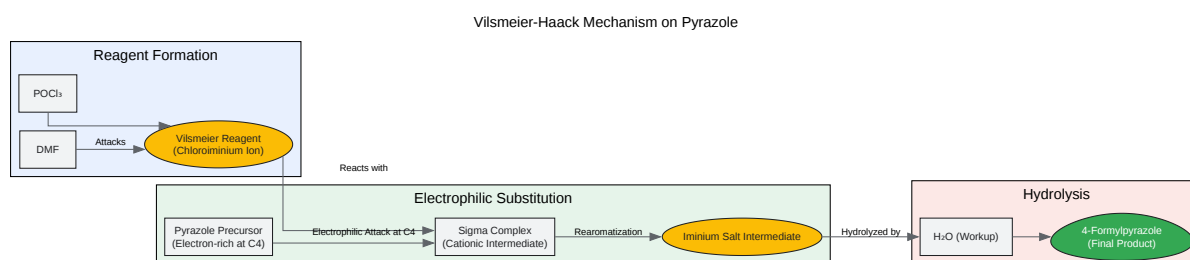 Vilsmeier-Haack Mechanism on Pyrazole
Reagent Formation
POCl₃
DMF
Attacks
Vilsmeier Reagent
(Chloroiminium Ion)
Reacts with
Electrophilic Substitution
Pyrazole Precursor
(Electron-rich at C4)
Electrophilic Attack at C4
Sigma Complex
(Cationic Intermediate)
Rearomatization
Iminium Salt Intermediate
Hydrolyzed by
Hydrolysis
H₂O (Workup)
4-Formylpyrazole
(Final Product)